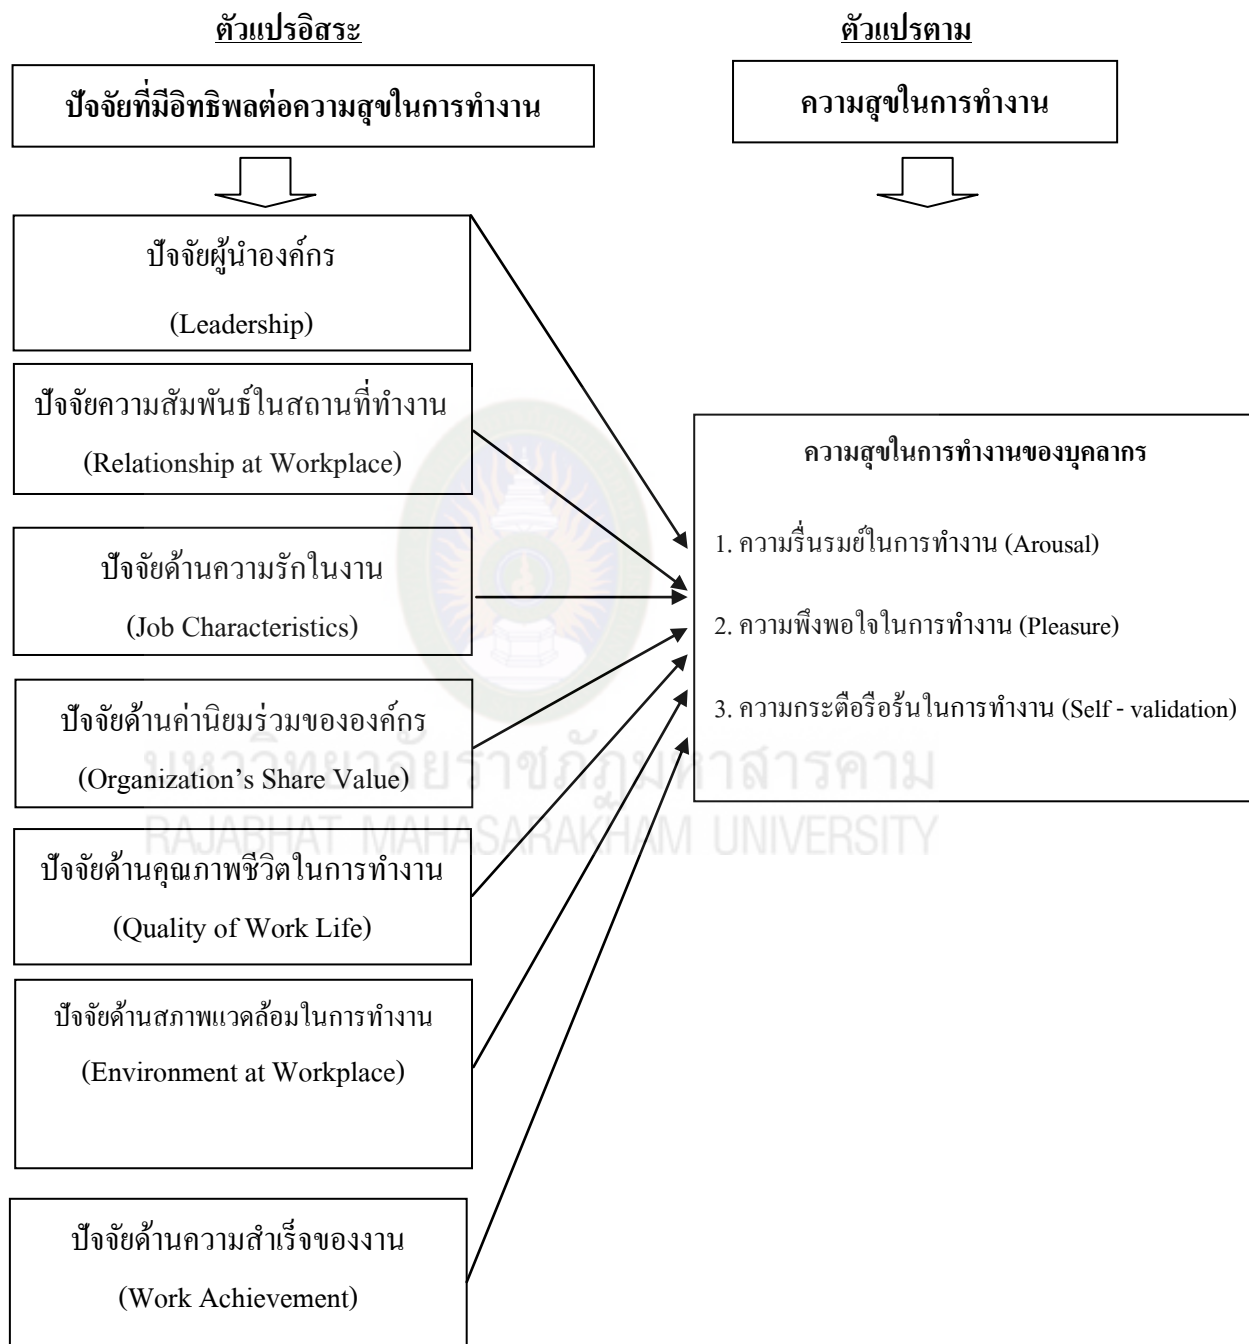 ตัวแปรอิสระ
ตัวแปรตาม
ปัจจัยที่มีอิทธิพลต่อความสุขในการทำงาน
ความสุขในการทำงาน
ปัจจัยผู้นำองค์กร
(Leadership)
ปัจจัยความสัมพันธ์ในสถานที่ทำงาน
(Relationship at Workplace)
ปัจจัยด้านความรักในงาน
(Job Characteristics)
ปัจจัยด้านค่านิยมร่วมขององค์กร
(Organization’s Share Value)
ปัจจัยด้านคุณภาพชีวิตในการทำงาน
(Quality of Work Life)
ปัจจัยด้านสภาพแวดล้อมในการทำงาน
(Environment at Workplace)
ปัจจัยด้านความสำเร็จของงาน
(Work Achievement)
ความสุขในการทำงานของบุคลากร
1. ความรื่นรมย์ในการทำงาน (Arousal)
2. ความพึงพอใจในการทำงาน (Pleasure)
3. ความกระตือรือร้นในการทำงาน (Self - validation)
มหาวิทยาลัยราชภัฏมหาสารคาม
RAJABHAT MAHASARAKHAM UNIVERSITY